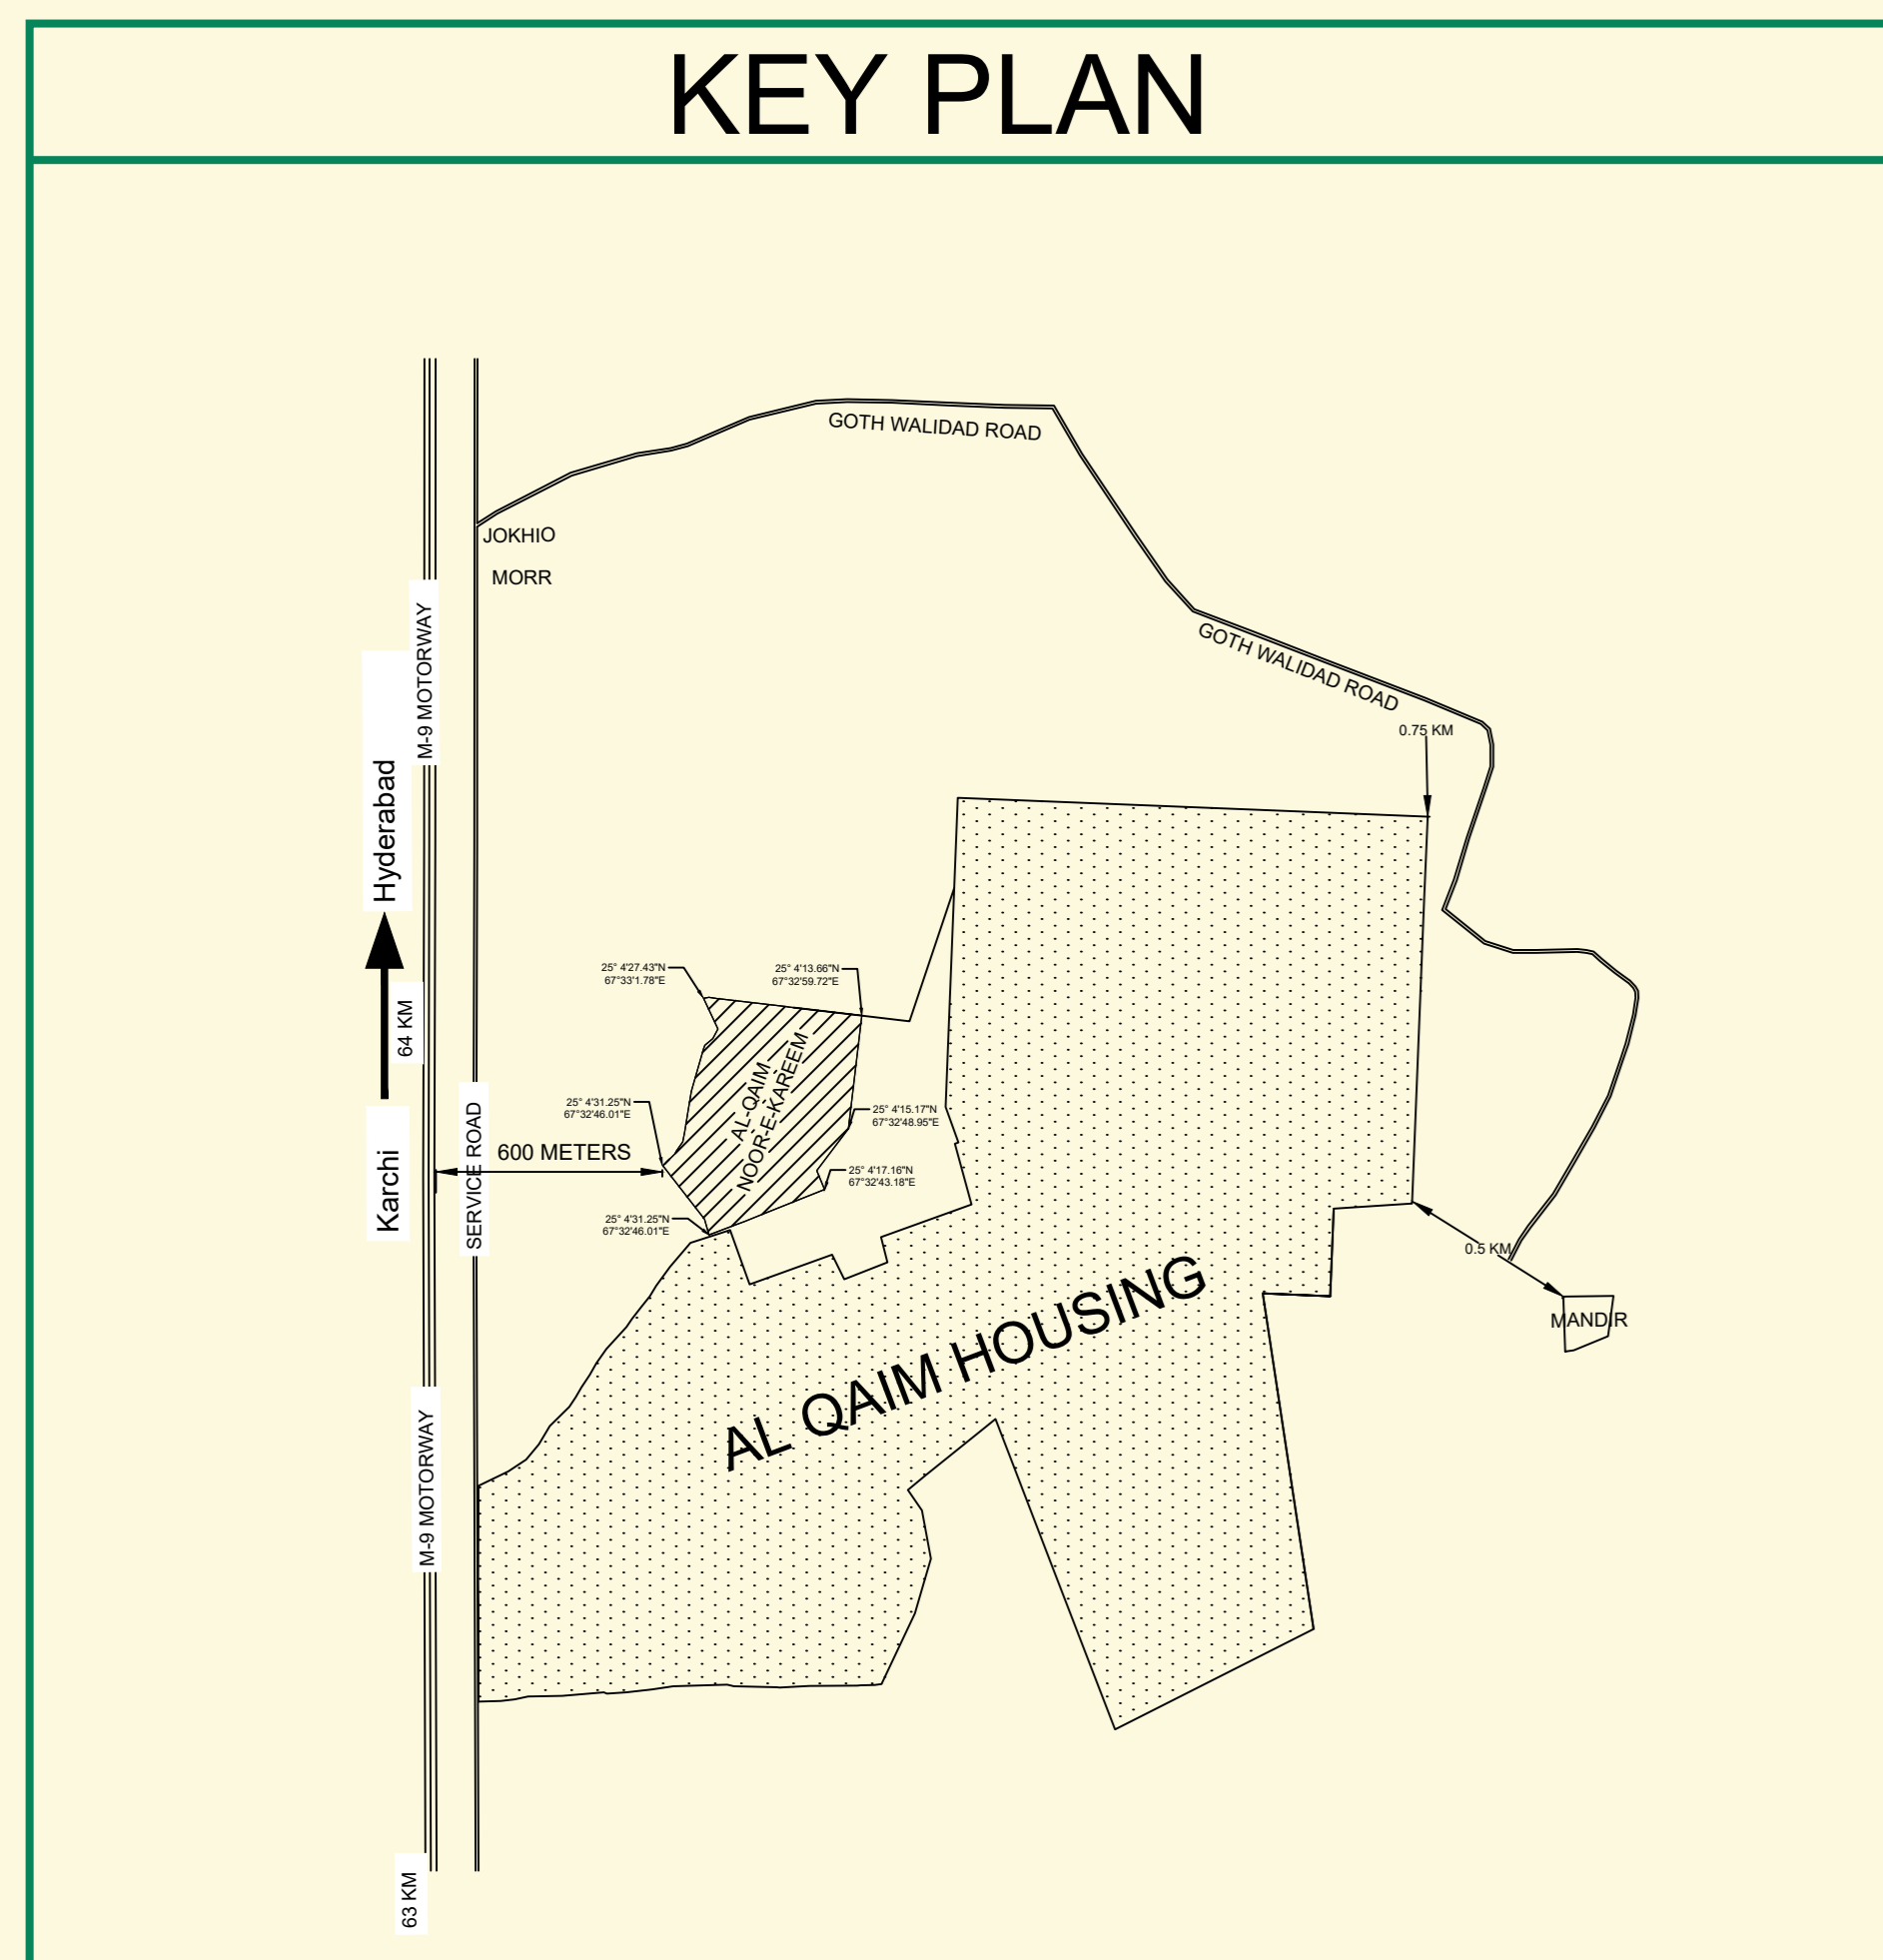 KEY PLAN
GOTH WALIDAD ROAD
JOKHIO
MORR
M-9 MOTORWAY
GOTH WALIDAD ROAD
0.75 KM
Hyderabad
25° 4'27.43"N
67°33'1.78"E
25° 4'13.66"N
67°32'59.72"E
64 KM
AL-QAIM
NOOR-E-KAREEM
25° 4'31.25"N
67°32'46.01"E
25° 4'15.17"N
67°32'48.95"E
600 METERS
SERVICE ROAD
Karchi
25° 4'17.16"N
67°32'43.18"E
25° 4'31.25"N
67°32'46.01"E
0.5 KM
MANDIR
AL QAIM HOUSING
M-9 MOTORWAY
63 KM